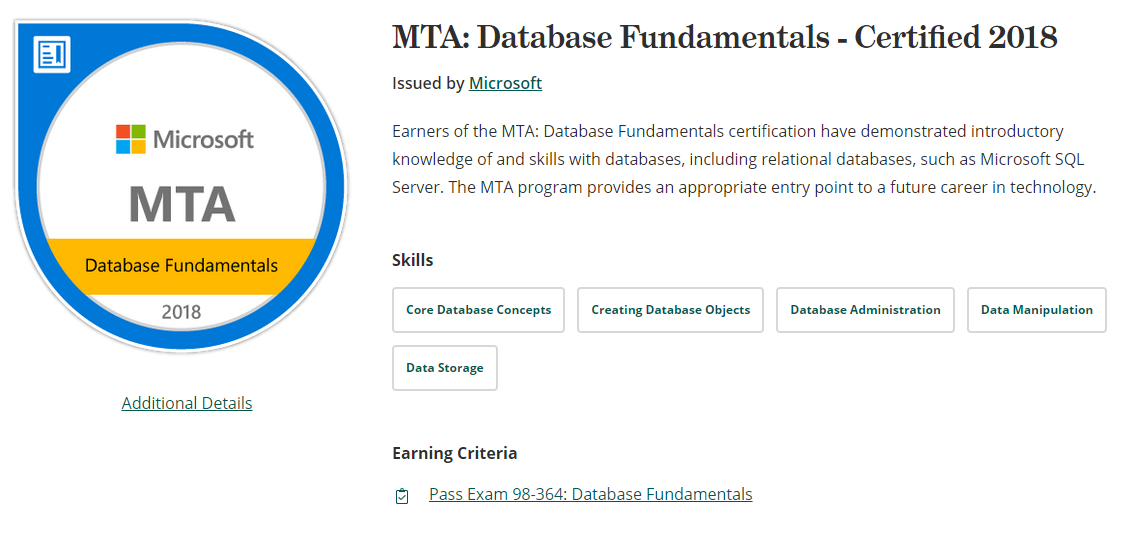 Microsoft
MTA
Database Fundamentals
2018
Additional Details
MTA: Database Fundamentals - Certified 2018
Issued by Microsoft
Earners of the MTA: Database Fundamentals certification have demonstrated introductory
knowledge of and skills with databases, including relational databases, such as Microsoft SQL
Server. The MTA program provides an appropriate entry point to a future career in technology.
Skills
Core Database Concepts
Creating Database Objects
Database Administration
Data Manipulation
Data Storage
Earning Criteria
Pass Exam 98-364: Database Fundamentals